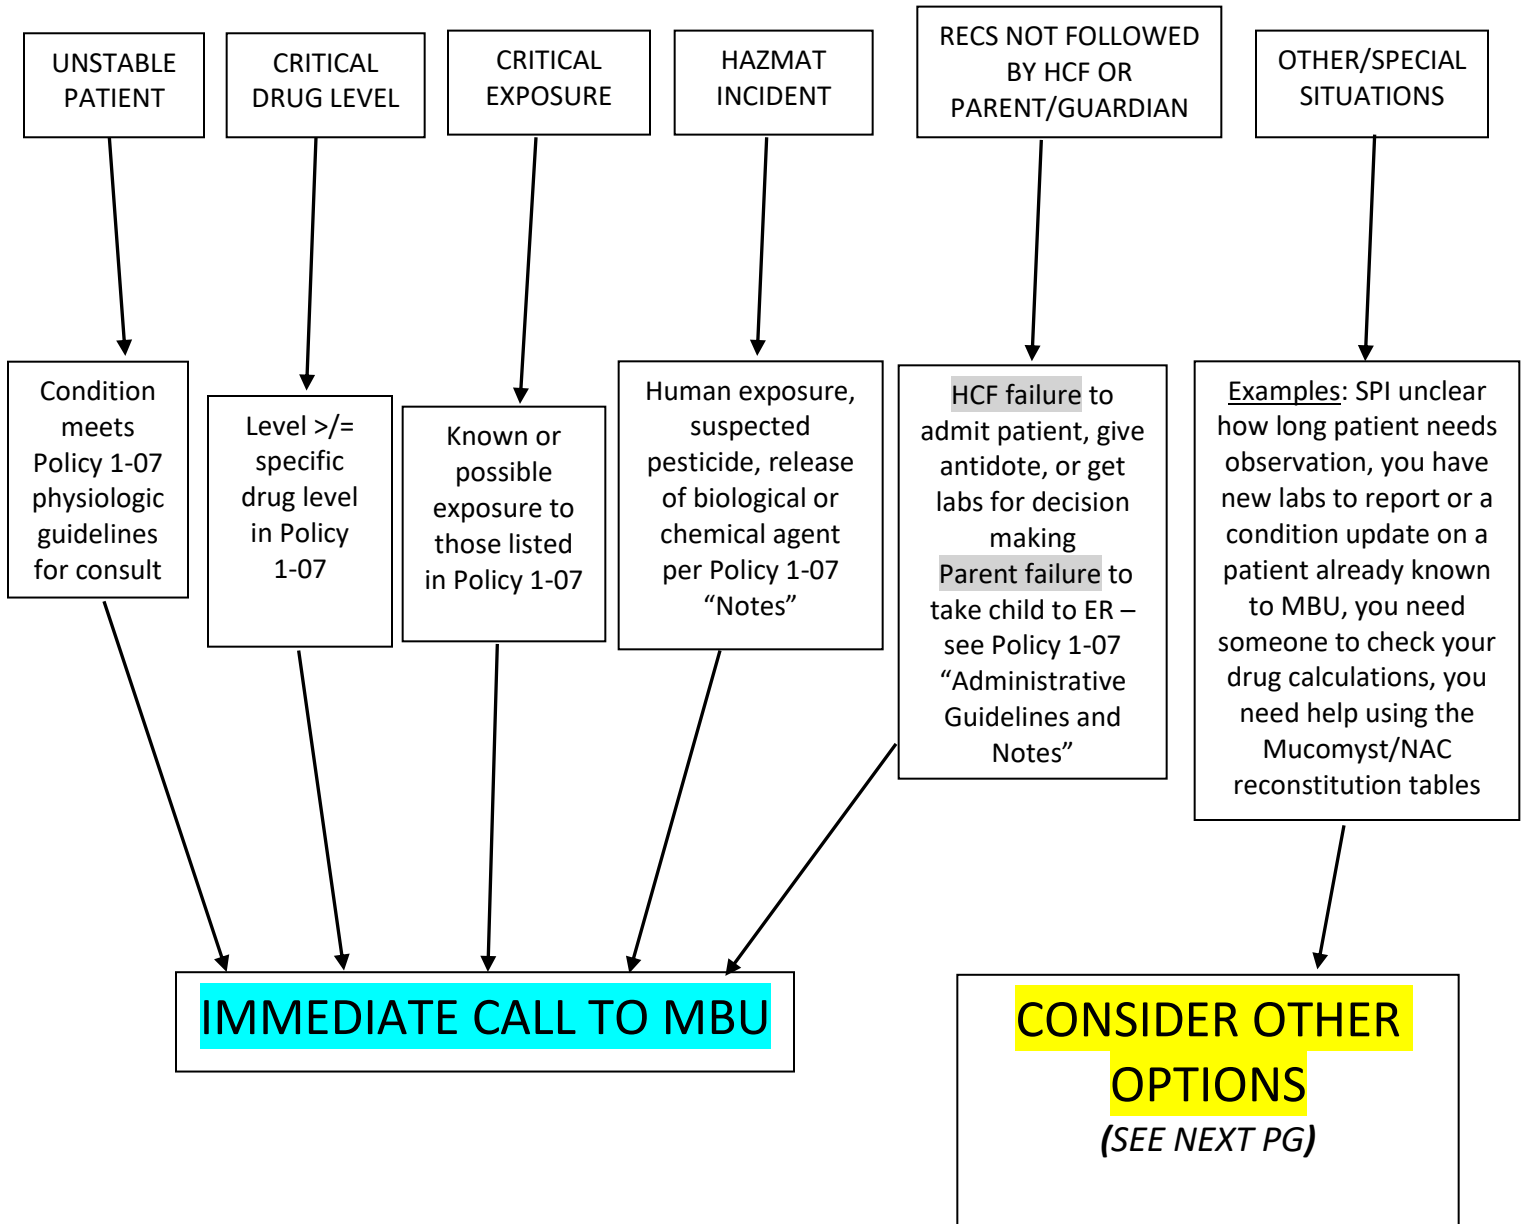 UNSTABLE
PATIENT
CRITICAL
DRUG LEVEL
CRITICAL
EXPOSURE
HAZMAT
INCIDENT
RECS NOT FOLLOWED
BY HCF OR
PARENT/GUARDIAN
OTHER/SPECIAL
SITUATIONS
Condition
meets
Policy 1-07
physiologic
guidelines
for consult
Level >/=
specific
drug level
in Policy
1-07
Known or
possible
exposure to
those listed
in Policy 1-07
Human exposure,
suspected
pesticide, release
of biological or
chemical agent
per Policy 1-07
“Notes”
HCF failure to
admit patient, give
antidote, or get
labs for decision
making
Parent failure to
take child to ER –
see Policy 1-07
“Administrative
Guidelines and
Notes”
Examples: SPI unclear
how long patient needs
observation, you have
new labs to report or a
condition update on a
patient already known
to MBU, you need
someone to check your
drug calculations, you
need help using the
Mucomyst/NAC
reconstitution tables
IMMEDIATE CALL TO MBU
CONSIDER OTHER
OPTIONS
(SEE NEXT PG)